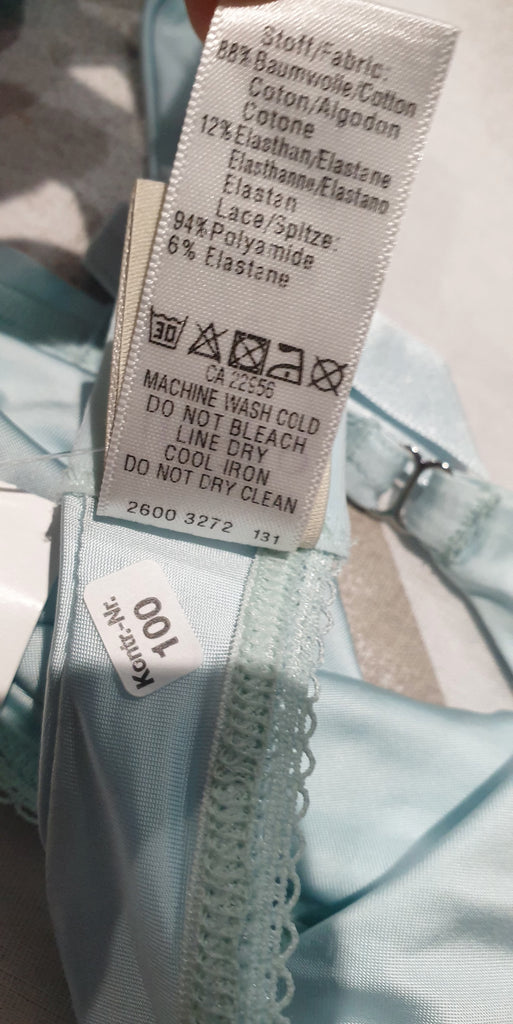 Stoff/Fabric:
88% Baumwolle/Cotton
Coton/Algodon
Cotone
12% Elasthan/Elastane
Elasthanne/Elastano
Elastan
Lace/Spitze:
94% Polyamide
6% Elastane
30
CA 22956
MACHINE WASH COLD
DO NOT BLEACH
LINE DRY
COOL IRON
DO NOT DRY CLEAN
2600 3272 131
Kontr.-Nr.
100